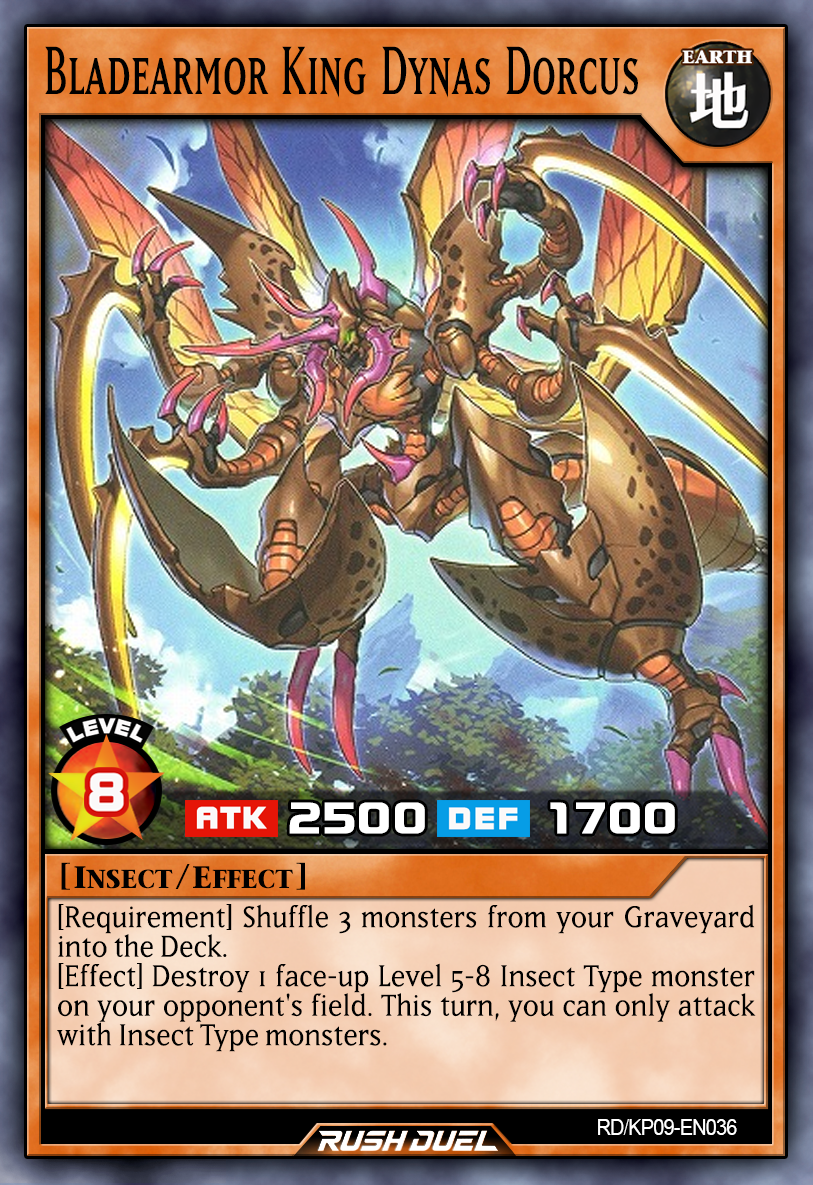 Bladearmor King Dynas Dorcus
EARTH
地
LEVEL
8
ATK 2500 DEF 1700
[Insect/Effect]
[Requirement] Shuffle 3 monsters from your Graveyard
into the Deck.
[Effect] Destroy 1 face-up Level 5-8 Insect Type monster
on your opponent's field. This turn, you can only attack
with Insect Type monsters.
RD/KP09-EN036
RUSH DUEL